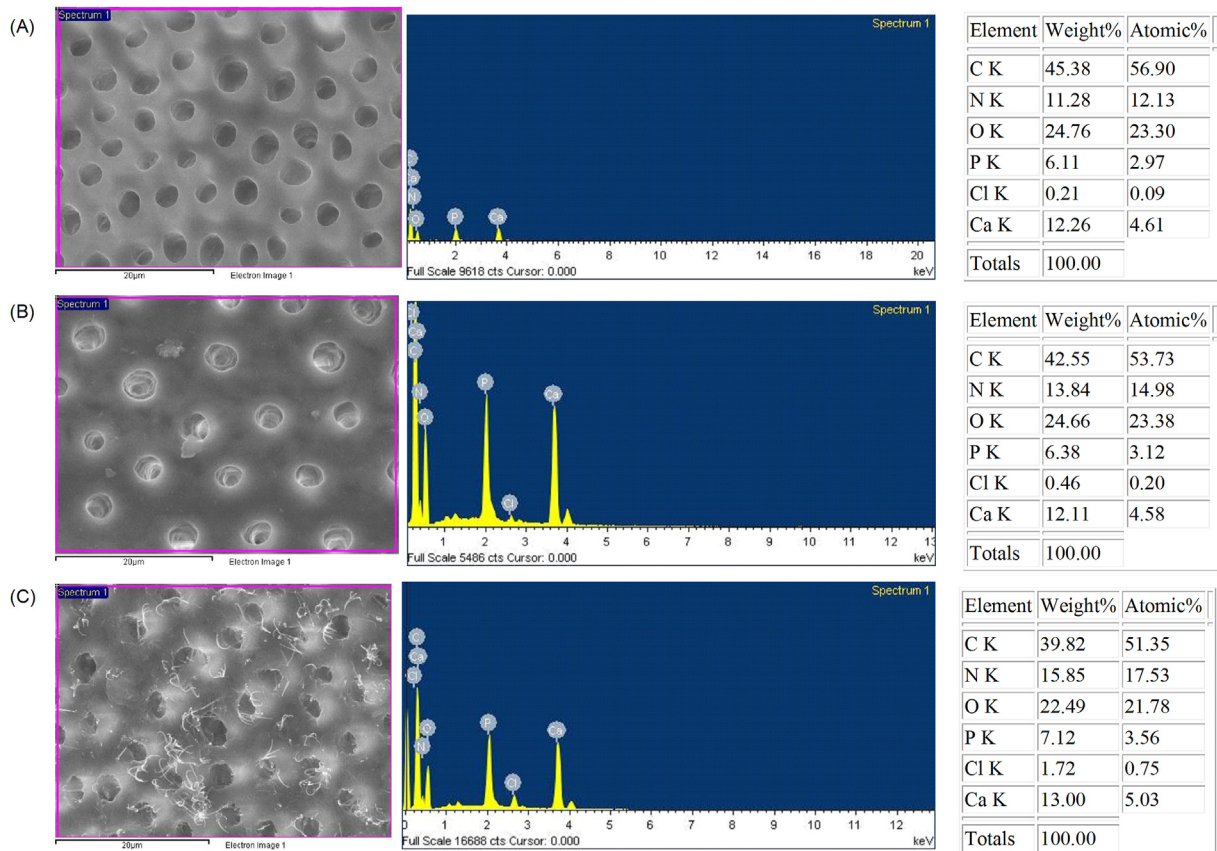 (A)
Spectrum 1
20μm
Electron Image 1
Spectrum 1
C
Ca
N
O
P
Ca
2 4 6 8 10 12 14 16 18 20
Full Scale 9618 cts Cursor: 0.000
keV
Element Weight% Atomic%
C K 45.38 56.90
N K 11.28 12.13
O K 24.76 23.30
P K 6.11 2.97
Cl K 0.21 0.09
Ca K 12.26 4.61
Totals 100.00
(B)
Spectrum 1
20μm
Electron Image 1
Spectrum 1
Cl
Ca
C
N
O
P
Cl
Ca
1 2 3 4 5 6 7 8 9 10 11 12 13
Full Scale 5486 cts Cursor: 0.000
keV
Element Weight% Atomic%
C K 42.55 53.73
N K 13.84 14.98
O K 24.66 23.38
P K 6.38 3.12
Cl K 0.46 0.20
Ca K 12.11 4.58
Totals 100.00
(C)
Spectrum 1
20μm
Electron Image 1
Spectrum 1
C
Ca
Cl
O
N
P
Cl
Ca
0 1 2 3 4 5 6 7 8 9 10 11 12
Full Scale 16688 cts Cursor: 0.000
keV
Element Weight% Atomic%
C K 39.82 51.35
N K 15.85 17.53
O K 22.49 21.78
P K 7.12 3.56
Cl K 1.72 0.75
Ca K 13.00 5.03
Totals 100.00